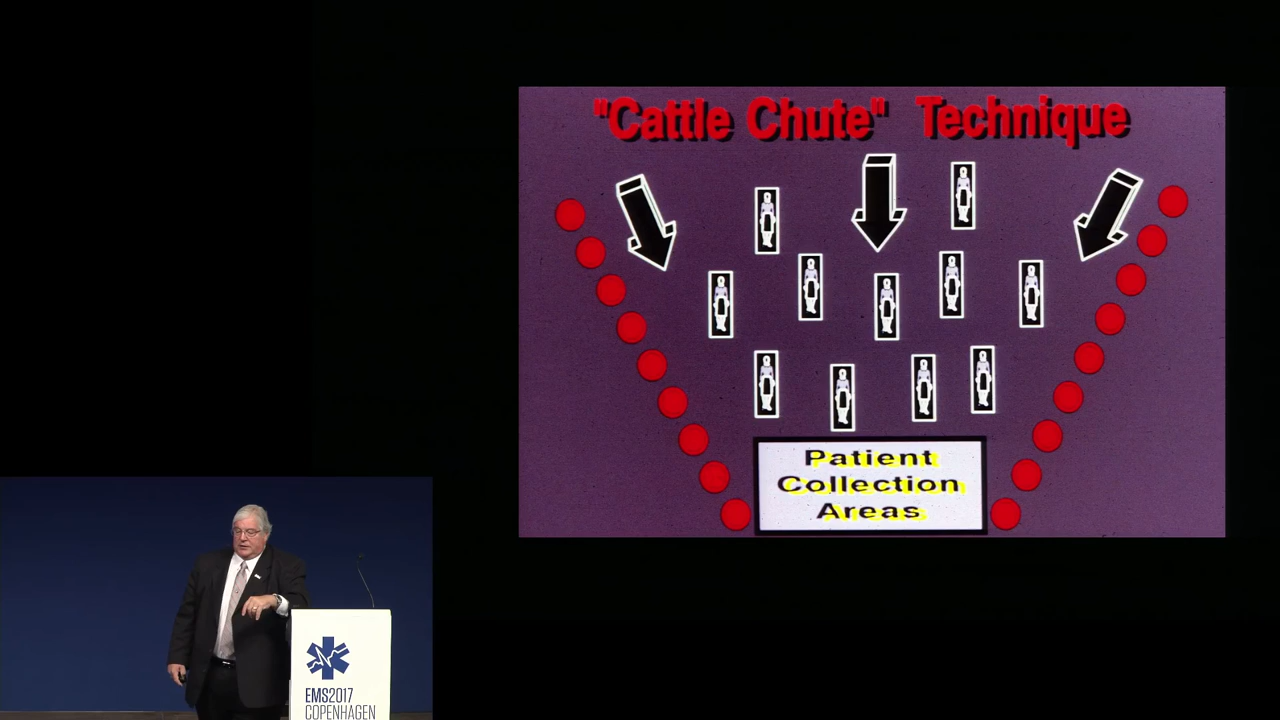 "Cattle Chute" Technique
Patient
Collection
Areas
EMS2017
COPENHAGEN